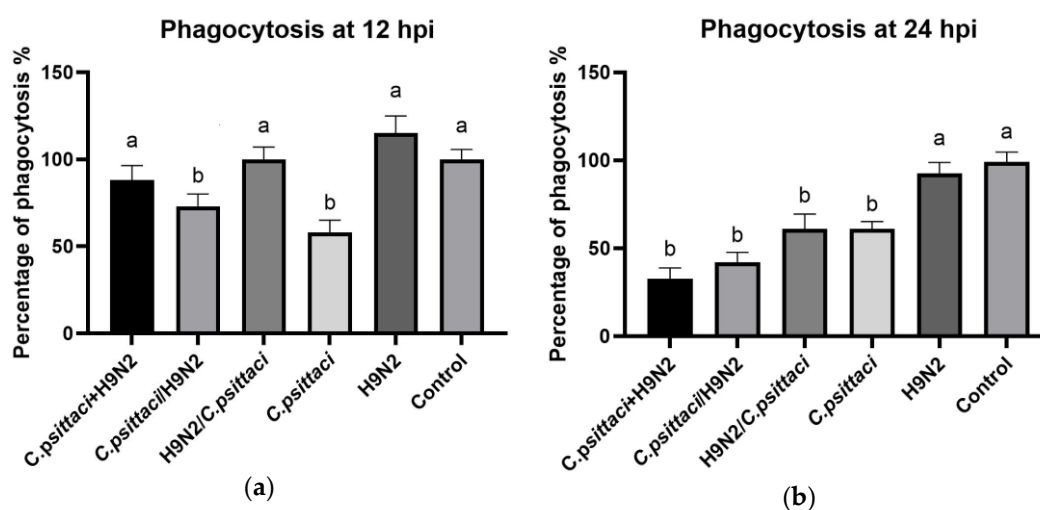 Phagocytosis at 12 hpi
Percentage of phagocytosis %
150
100
50
0
a
b
a
b
a
a
C.psittaci+H9N2
C.psittaci/H9N2
H9N2/C.psittaci
C.psittaci
H9N2
Control
(a)
Phagocytosis at 24 hpi
Percentage of phagocytosis %
150
100
50
0
b
b
b
b
a
a
C.psittaci+H9N2
C.psittaci/H9N2
H9N2/C.psittaci
C.psittaci
H9N2
Control
(b)